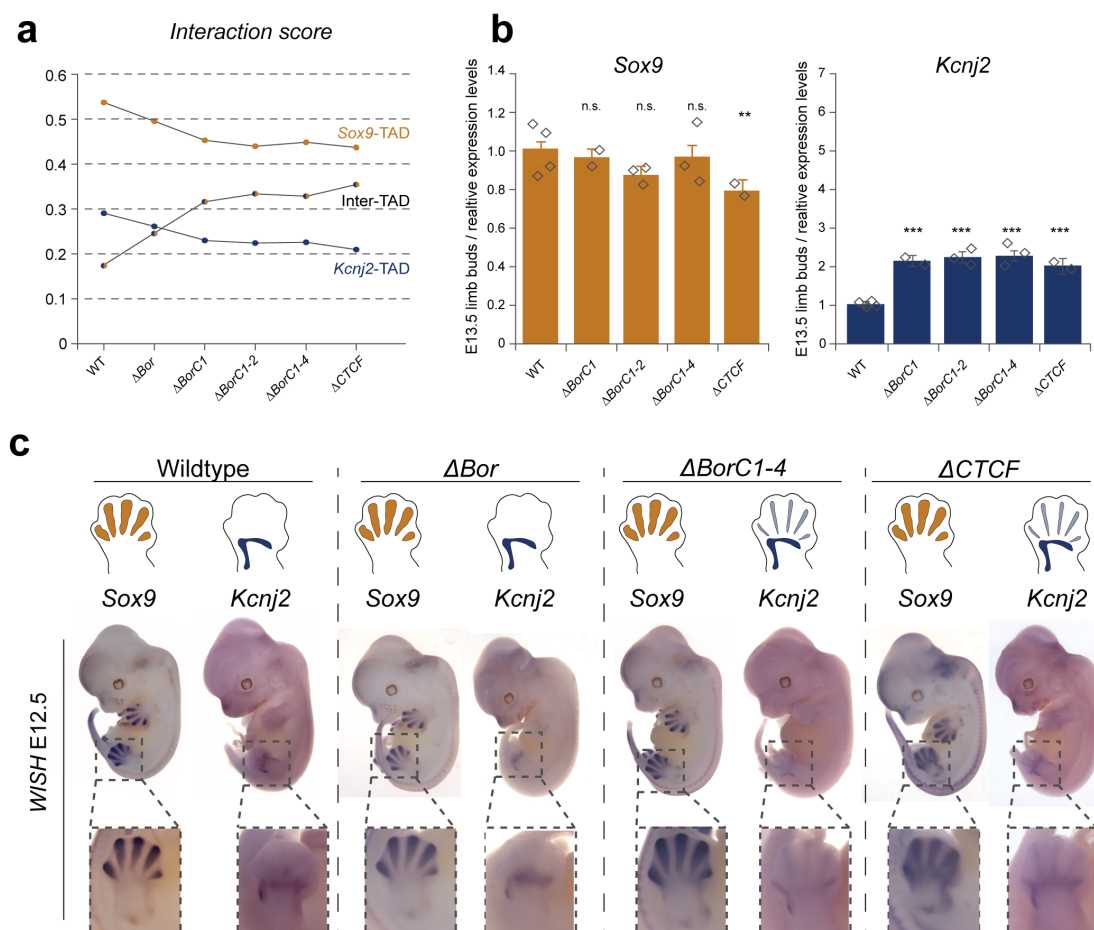 a
Interaction score
0.6
0.5
0.4
0.3
0.2
0.1
0
Sox9-TAD
Inter-TAD
Kcnj2-TAD
WT
ΔBor
ΔBorC1
ΔBorC1-2
ΔBorC1-4
ΔCTCF
b
Sox9
E13.5 limb buds / realtive expression levels
1.4
1.2
1.0
0.8
0.6
0.4
0.2
0
n.s.
n.s.
n.s.
**
WT
ΔBorC1
ΔBorC1-2
ΔBorC1-4
ΔCTCF
Kcnj2
E13.5 limb buds / realtive expression levels
7
6
5
4
3
2
1
0
***
***
***
***
WT
ΔBorC1
ΔBorC1-2
ΔBorC1-4
ΔCTCF
c
Wildtype
ΔBor
ΔBorC1-4
ΔCTCF
Sox9
Kcnj2
Sox9
Kcnj2
Sox9
Kcnj2
Sox9
Kcnj2
WISH E12.5